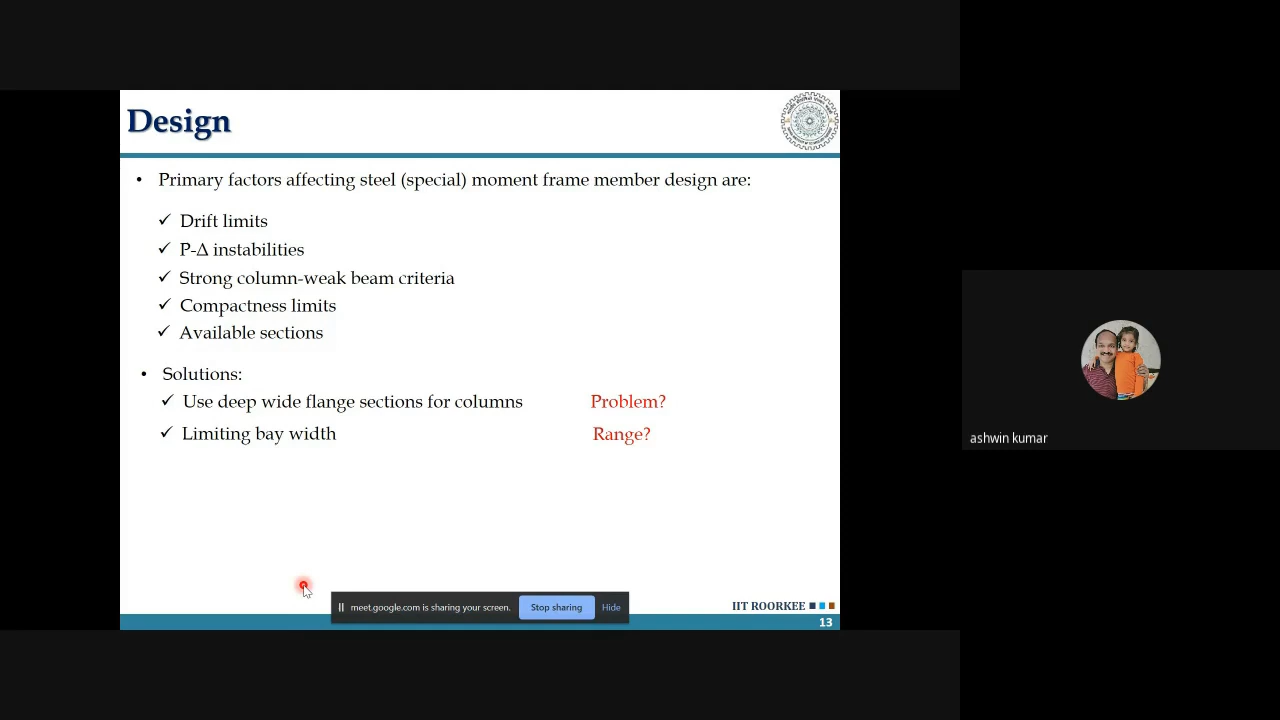 Design
• Primary factors affecting steel (special) moment frame member design are:
✓ Drift limits
✓ P-Δ instabilities
✓ Strong column-weak beam criteria
✓ Compactness limits
✓ Available sections
• Solutions:
✓ Use deep wide flange sections for columns Problem?
✓ Limiting bay width Range?
ashwin kumar
meet.google.com is sharing your screen. Stop sharing Hide
IIT ROORKEE
13